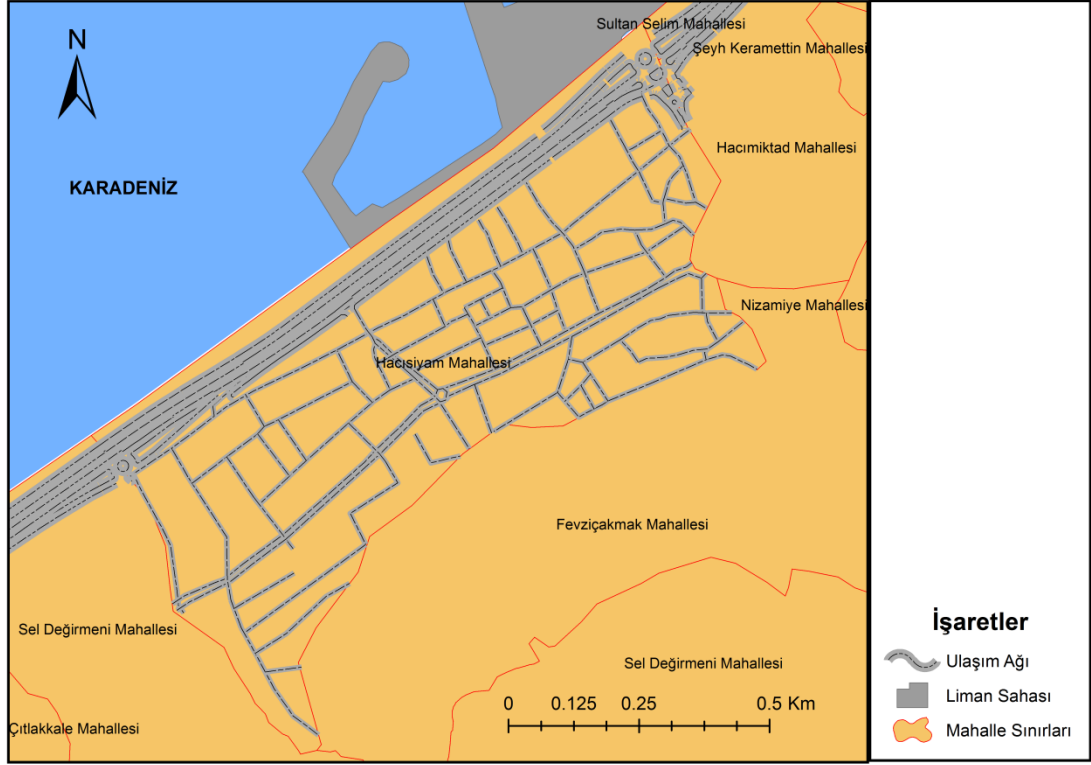 Sultan Selim Mahallesi
N
Şeyh Keramettin Mahallesi
Hacımiktad Mahallesi
KARADENİZ
Nizamiye Mahallesi
Hacısiyam Mahallesi
Fevziçakmak Mahallesi
Sel Değirmeni Mahallesi
Sel Değirmeni Mahallesi
Çıtlakkale Mahallesi
0 0.125 0.25 0.5 Km
İşaretler
Ulaşım Ağı
Liman Sahası
Mahalle Sınırları